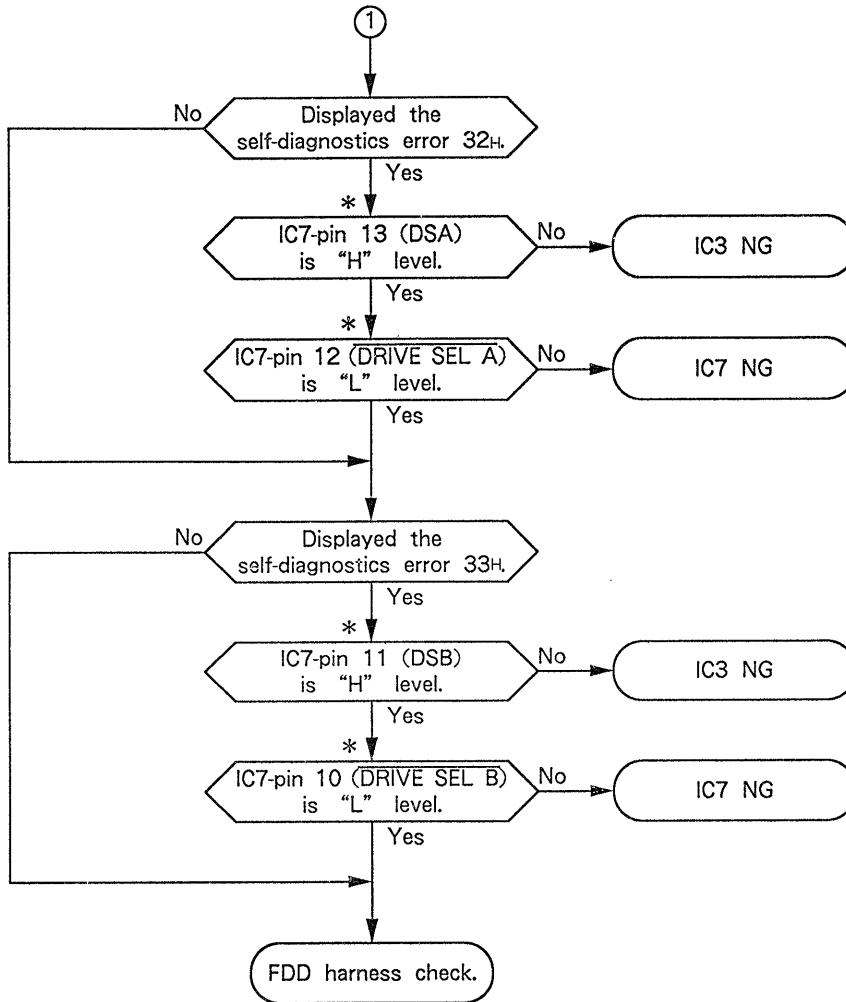 1
No
Displayed the
self-diagnostics error 32H.
Yes
*
IC7-pin 13 (DSA)
is “H” level.
No
IC3 NG
Yes
*
IC7-pin 12 (DRIVE SEL A)
is “L” level.
No
IC7 NG
Yes
No
Displayed the
self-diagnostics error 33H.
Yes
*
IC7-pin 11 (DSB)
is “H” level.
No
IC3 NG
Yes
*
IC7-pin 10 (DRIVE SEL B)
is “L” level.
No
IC7 NG
Yes
FDD harness check.